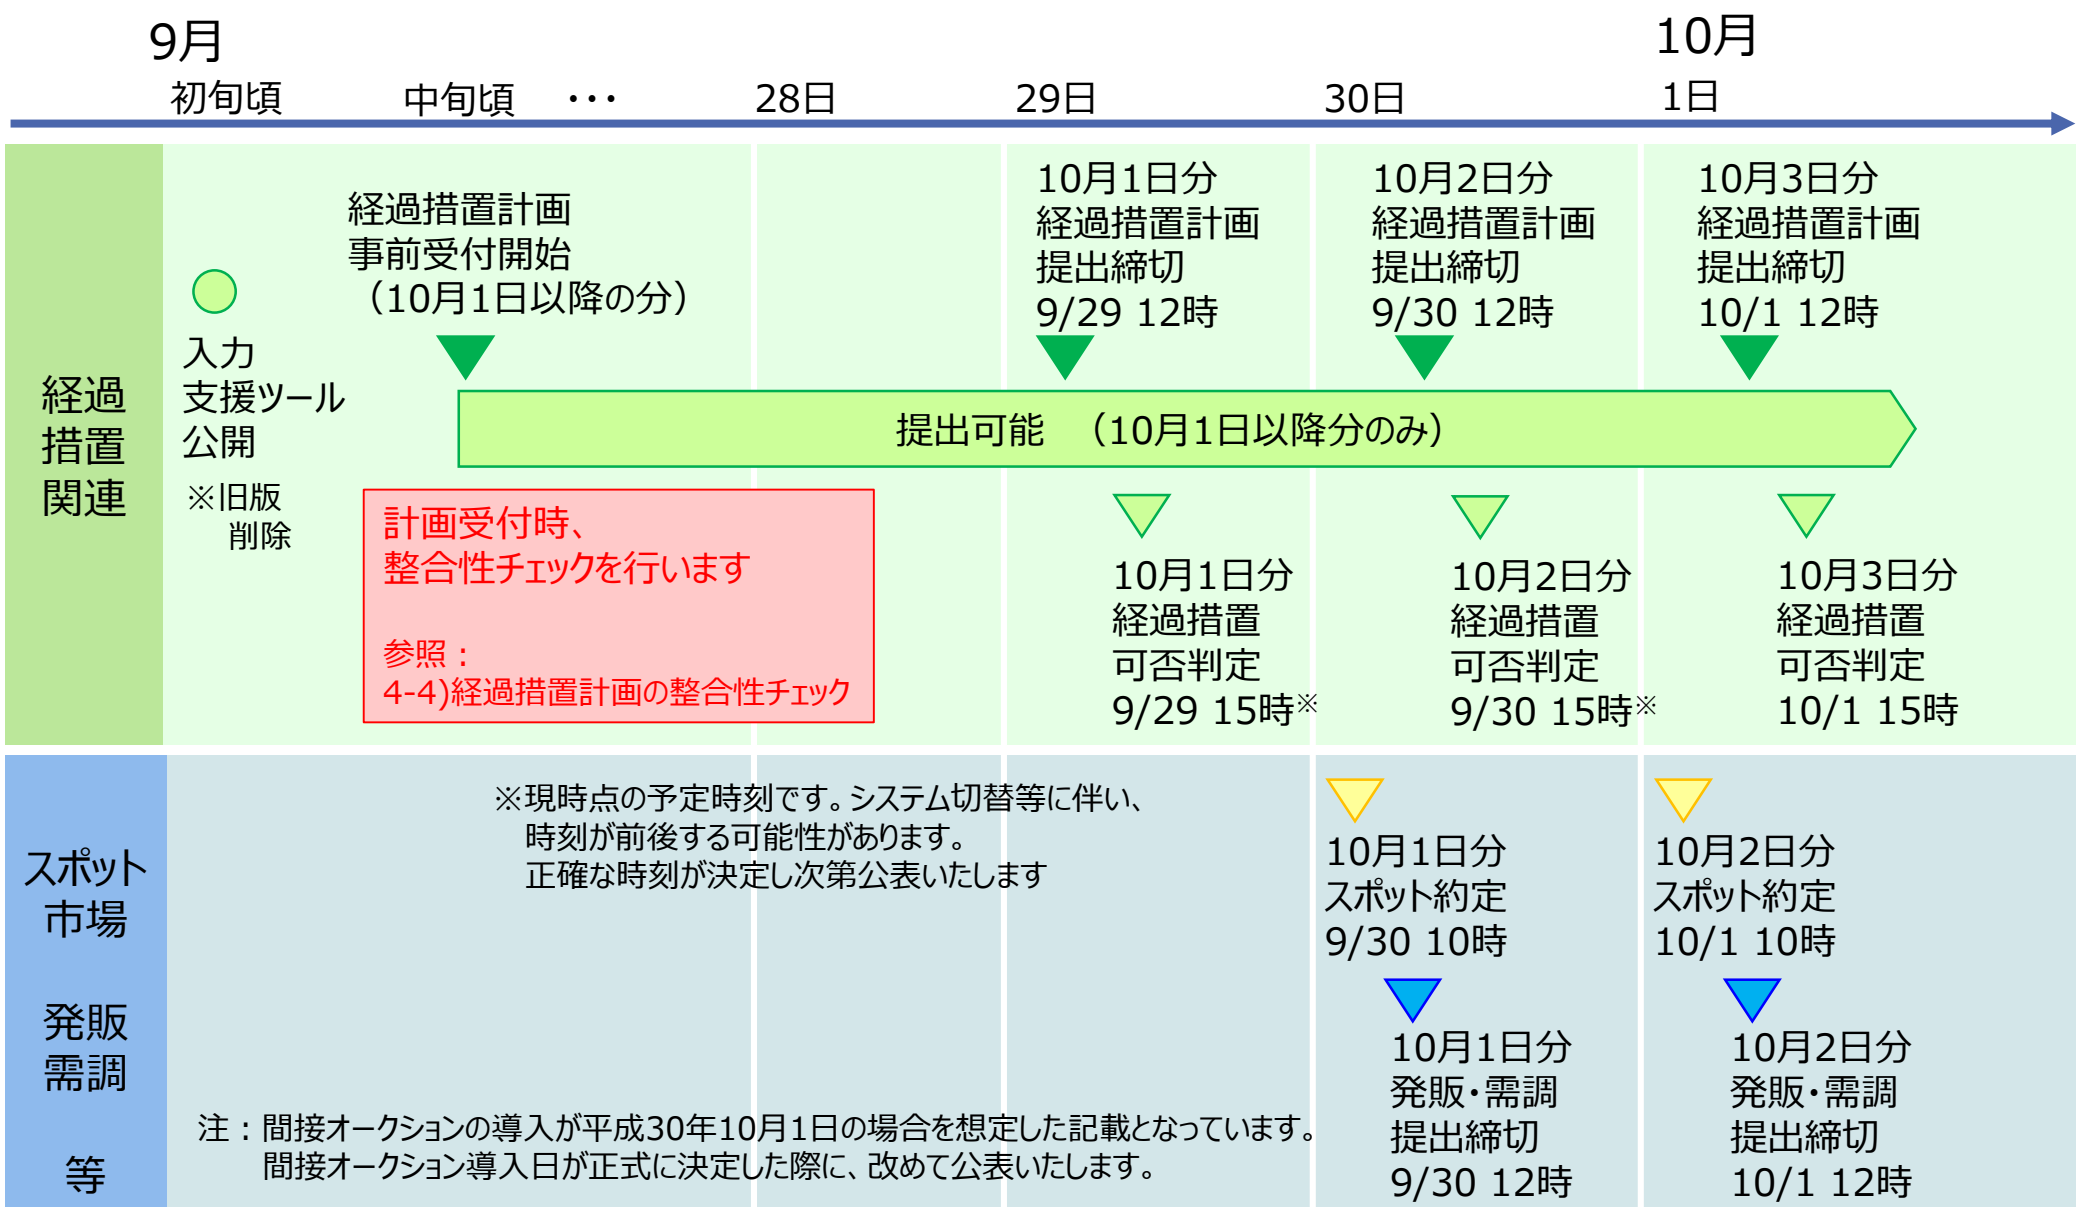 9月
10月
初旬頃
中旬頃
・・・
28日
29日
30日
1日
経過
措置
関連
入力
支援ツール
公開
※旧版
削除
経過措置計画
事前受付開始
（10月1日以降の分）
10月1日分
経過措置計画
提出締切
9/29 12時
10月2日分
経過措置計画
提出締切
9/30 12時
10月3日分
経過措置計画
提出締切
10/1 12時
提出可能　（10月1日以降分のみ）
計画受付時、
整合性チェックを行います
参照：
4-4)経過措置計画の整合性チェック
10月1日分
経過措置
可否判定
9/29 15時※
10月2日分
経過措置
可否判定
9/30 15時※
10月3日分
経過措置
可否判定
10/1 15時
スポット
市場
発販
需調
等
※現時点の予定時刻です。システム切替等に伴い、
時刻が前後する可能性があります。
正確な時刻が決定し次第公表いたします
10月1日分
スポット約定
9/30 10時
10月2日分
スポット約定
10/1 10時
10月1日分
発販・需調
提出締切
9/30 12時
10月2日分
発販・需調
提出締切
10/1 12時
注：間接オークションの導入が平成30年10月1日の場合を想定した記載となっています。
間接オークション導入日が正式に決定した際に、改めて公表いたします。